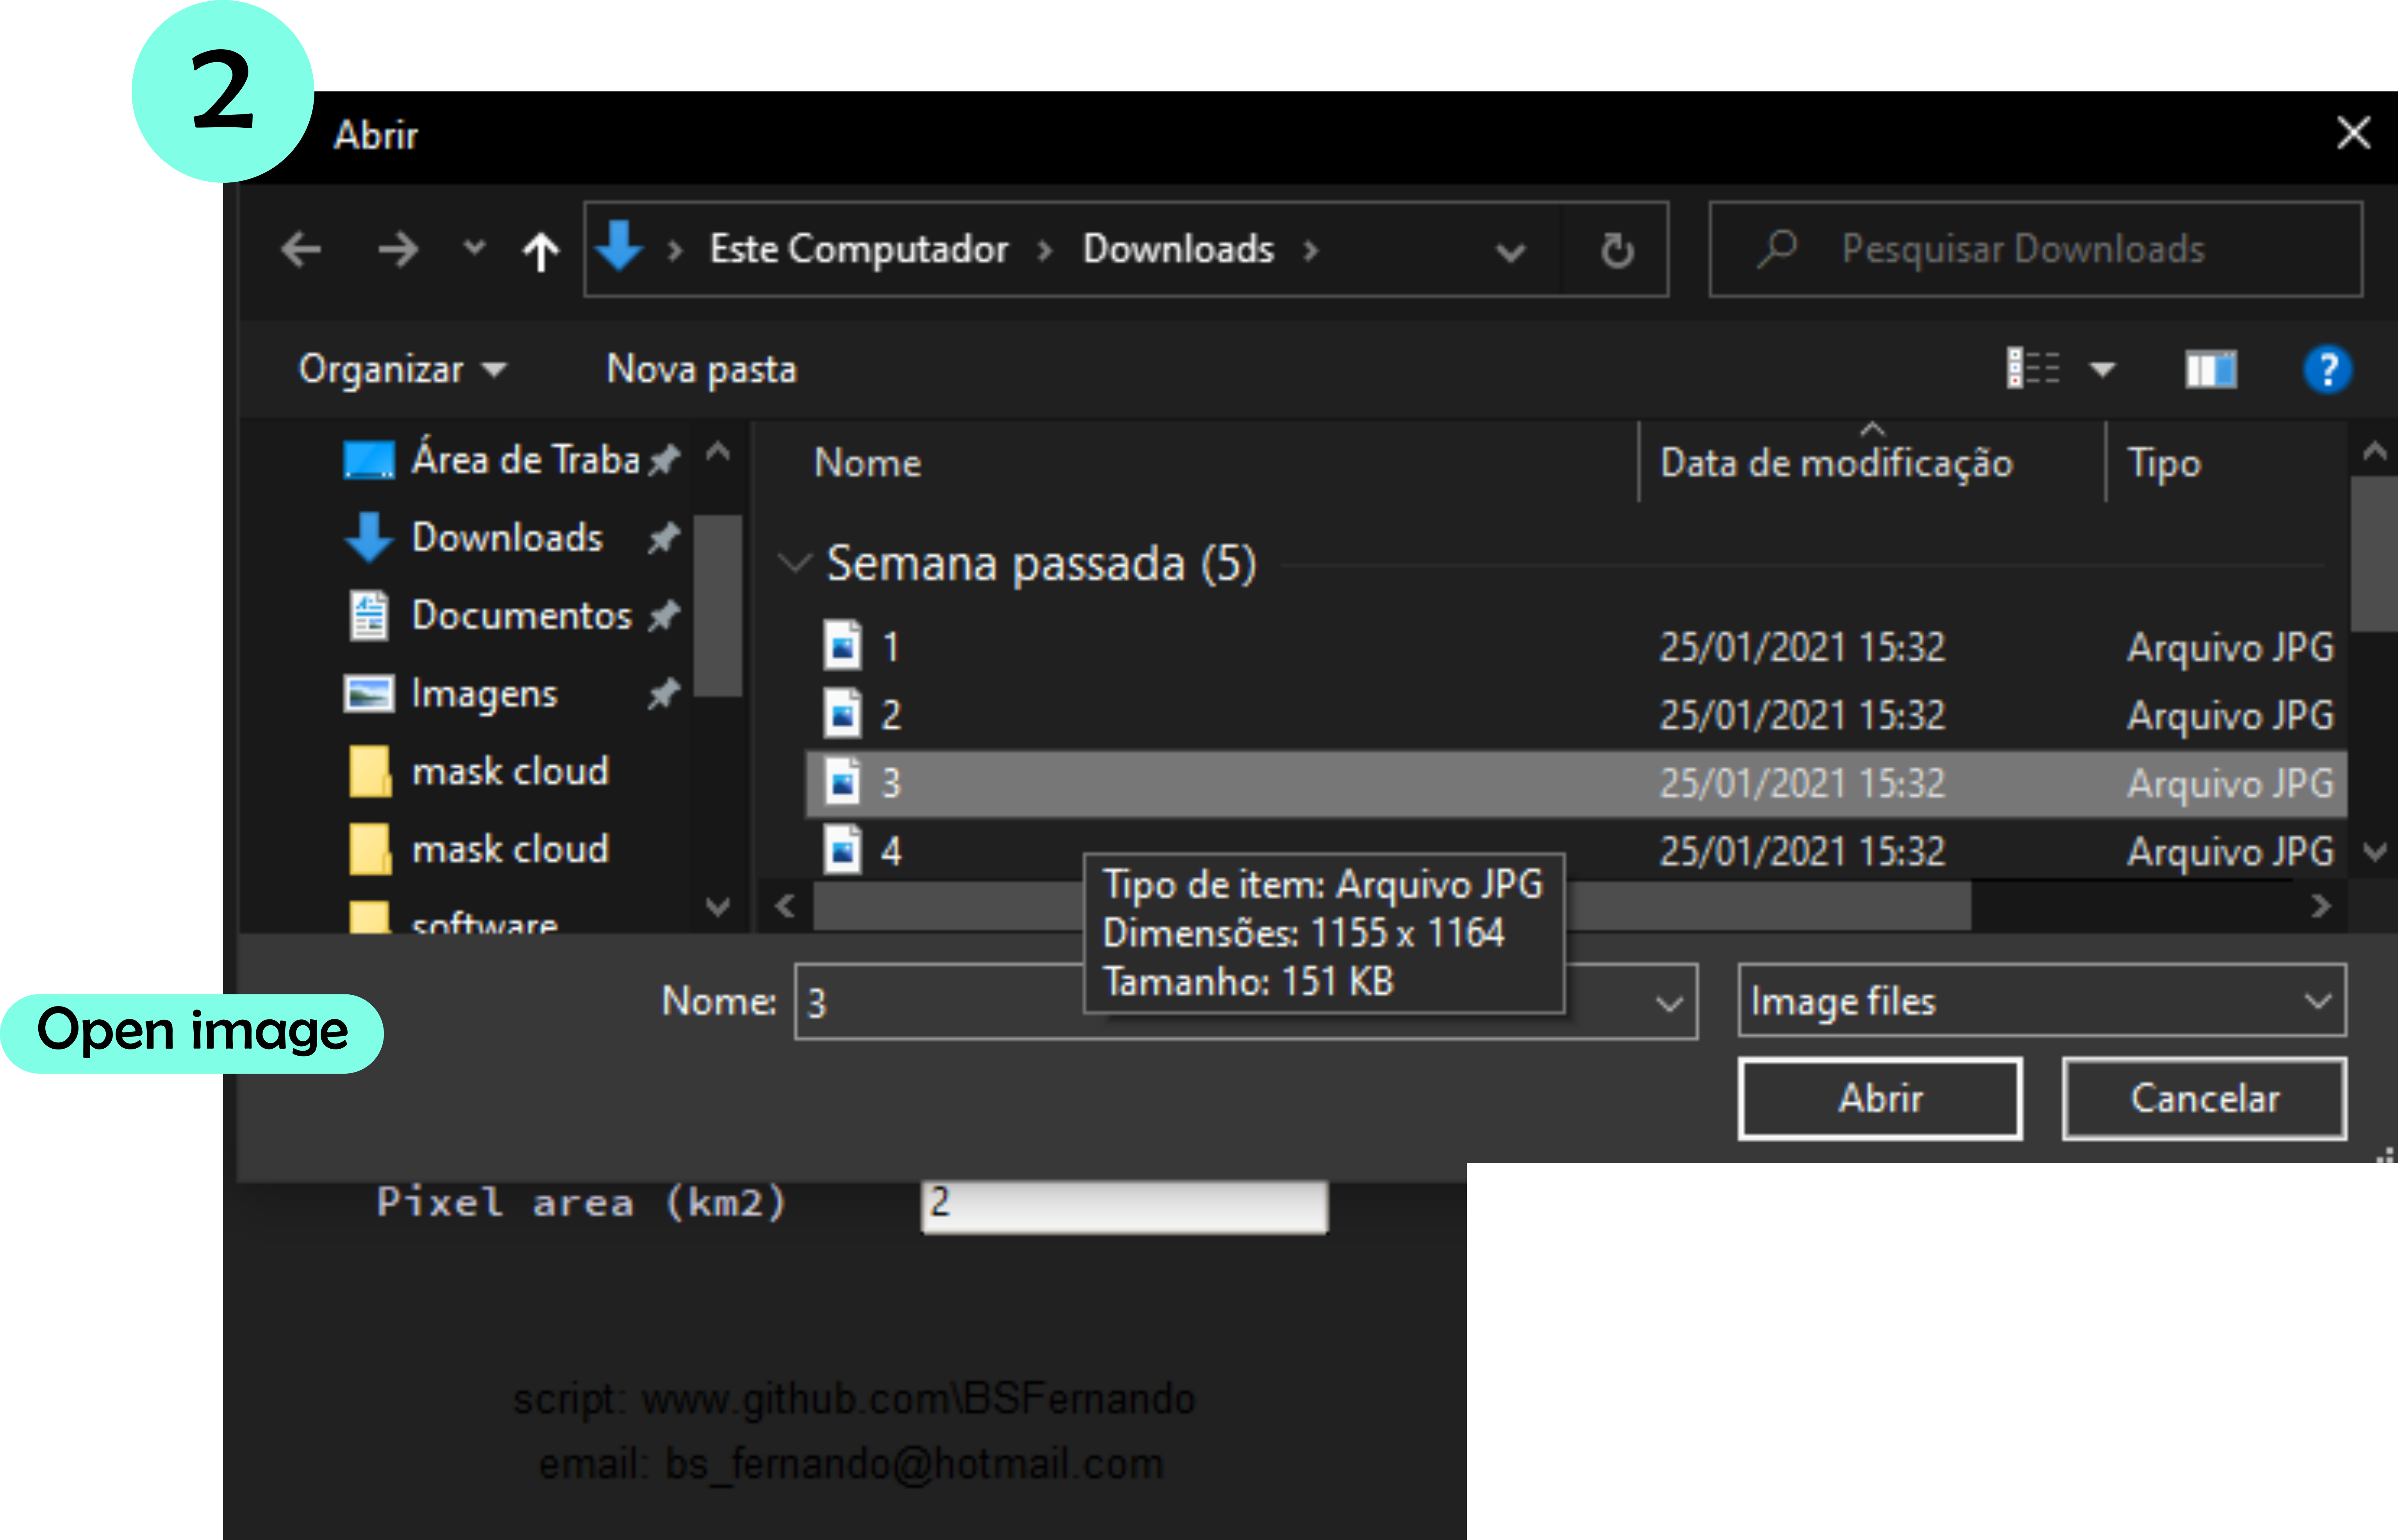 2
Abrir
Este Computador
Downloads
Pesquisar Downloads
Organizar
Nova pasta
?
Área de Traba
Downloads
Documentos
Imagens
mask cloud
mask cloud
software
Nome Data de modificação Tipo
Semana passada (5)
1 25/01/2021 15:32 Arquivo JPG
2 25/01/2021 15:32 Arquivo JPG
3 25/01/2021 15:32 Arquivo JPG
4 25/01/2021 15:32 Arquivo JPG
Tipo de item: Arquivo JPG
Dimensões: 1155 x 1164
Tamanho: 151 KB
Nome: 3
Image files
Open image
Abrir
Cancelar
Pixel area (km2) 2
script: www.github.com\BSFernando
email: bs_fernando@hotmail.com